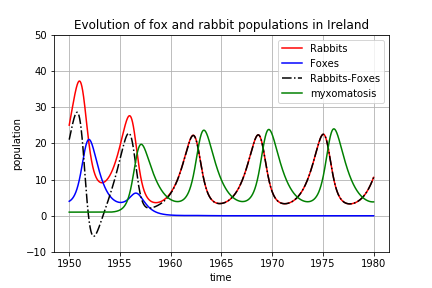 Evolution of fox and rabbit populations in Ireland
50
40
30
20
10
0
−10
population
Rabbits
Foxes
Rabbits-Foxes
myxomatosis
1950 1955 1960 1965 1970 1975 1980
time